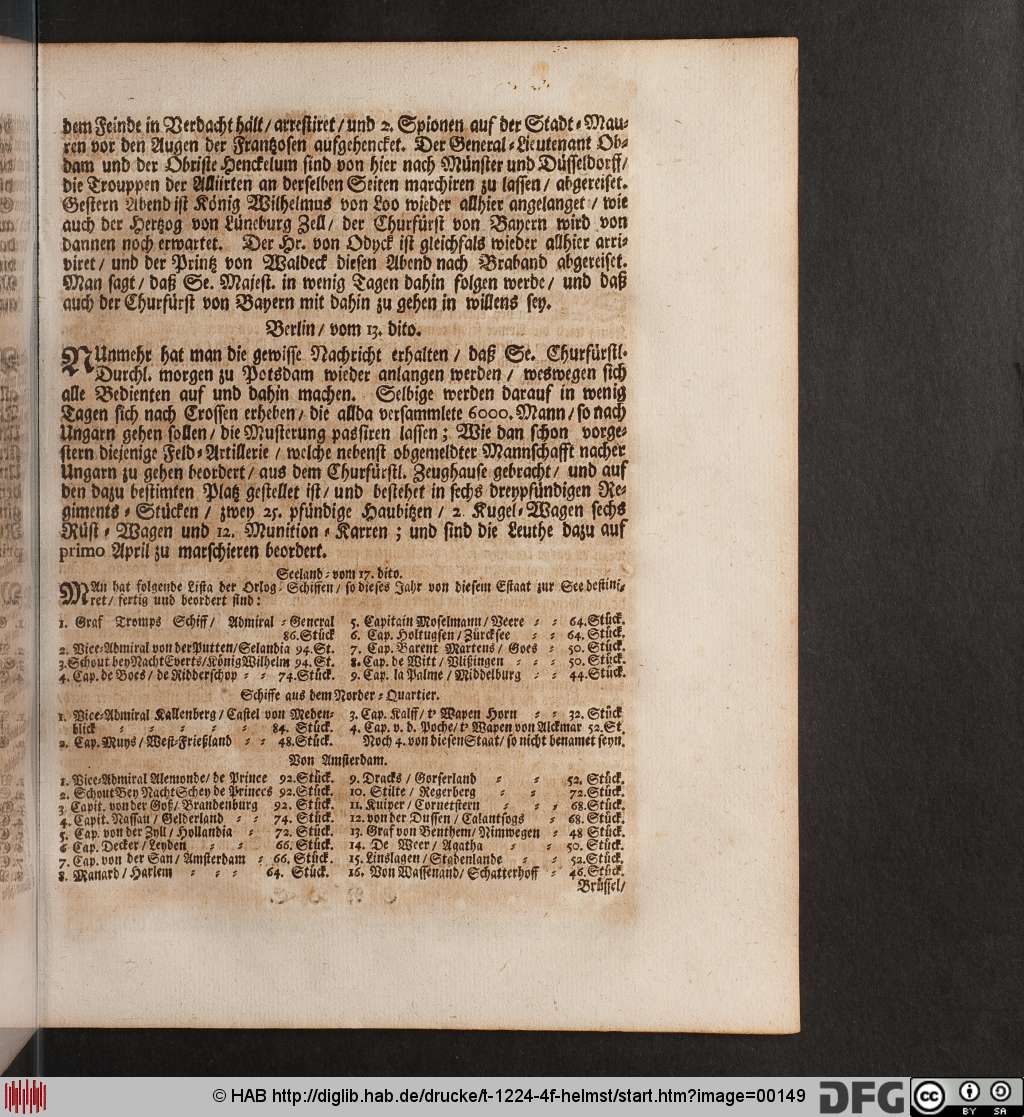 dem Feinde in Verdacht hält / arrestiret / und 2. Spionen auf der Stadt-Mau-
ren vor den Augen der Frantzosen aufgehencket. Der General-Lieutenant Ob-
dam und der Obriste Henckelum sind von hier nach Münster und Düsseldorff /
die Trouppen der Alliirten an derselben Seiten marchiren zu lassen / abgereiset.
Gestern Abend ist König Wilhelmus von Loo wieder allhier angelanget / wie
auch der Hertzog von Lüneburg Zell / der Churfürst von Bayern wird von
dannen noch erwartet. Der Hr. von Odyck ist gleichfals wieder allhier arri-
viret / und der Printz von Waldeck diesen Abend nach Braband abgereiset.
Man sagt / daß Se. Majest. in wenig Tagen dahin folgen werde / und daß
auch der Churfürst von Bayern mit dahin zu gehen in willens sey.
Berlin / vom 13. dito.
NUnmehr hat man die gewisse Nachricht erhalten / daß Se. Churfürstl.
Durchl. morgen zu Potsdam wieder anlangen werden / weswegen sich
alle Bedienten auf und dahin machen. Selbige werden darauf in wenig
Tagen sich nach Crossen erheben / die allda versammlete 6000. Mann / so nach
Ungarn gehen sollen / die Musterung passiren lassen ; Wie dan schon vorge-
stern diejenige Feld-Artillerie / welche nebenst obgemeldter Mannschafft nacher
Ungarn zu gehen beordert / aus dem Churfürstl. Zeughause gebracht / und auf
den dazu bestimten Platz gestellet ist / und bestehet in sechs dreypfündigen Re-
giments-Stücken / zwey 25. pfündige Haubitzen / 2. Kugel-Wagen sechs
Rüst-Wagen und 12. Munition-Karren ; und sind die Leuthe dazu auf
primo April zu marschieren beordert.
Seeland - vom 17. dito.
MAn hat folgende Lista der Orlog-Schiffen / so dieses Jahr von diesem Estaat zur See destini-
ret / fertig und beordert sind :
1. Graf Tromps Schiff / Admiral-General
86. Stück
2. Vice-Admiral von der Putten / Selandia 94. St.
3. Schout bey Nacht Everts / König Wilhelm 94. St.
4. Cap. de Boes / de Ridderschop - - 74. Stück.
5. Capitain Moselmann / Veere - - 64. Stück.
6. Cap. Holtugsen / Zürcksee - - 64. Stück.
7. Cap. Barent Martens / Goes - 50. Stück.
8. Cap. de Witt / Vlißingen - - - 50. Stück.
9. Cap. la Palme / Middelburg - - 44. Stück.
Schiffe aus dem Norder-Quartier.
1. Vice-Admiral Kallenberg / Castel von Meden-
blick - - - - - - 84. Stück.
2. Cap. Muys / West-Frießland - - 48. Stück.
3. Cap. Kalff / t' Wapen Horn - - 32. Stück
4. Cap. v. d. Poche / t' Wapen von Alckmar 52. St.
Noch 4. von diesen Staat / so nicht benamet seyn.
Von Amsterdam.
1. Vice-Admiral Alemonde / de Prince 92. Stück.
2. Schout Bey Nacht Schey de Princes 92. Stück.
3. Capit. von der Goß / Brandenburg 92. Stück.
4. Capit. Nassau / Gelderland - - 74. Stück.
5. Cap. von der Zyll / Hollandia - 72. Stück.
6 Cap. Decker / Leyden - - 66. Stück.
7. Cap. von der San / Amsterdam - 66. Stück.
8. Manard / Harlem - - - 64. Stück.
9. Dracks / Gorserland - - 52. Stück.
10. Stilte / Regerberg - - 72. Stück.
11. Kuiper / Cornetstern - - - 68. Stück.
12. von der Dussen / Calantsogs - 68. Stück.
13. Graf von Benthem / Nimwegen - 48 Stück.
14. De Weer / Agatha - - 50. Stück.
15. Linslagen / Stadenlande - - 52. Stück.
16. Von Wassenand / Schatterhoff - 46. Stück.
Brüssel /
© HAB http://diglib.hab.de/drucke/t-1224-4f-helmst/start.htm?image=00149
DFG
cc
BY SA